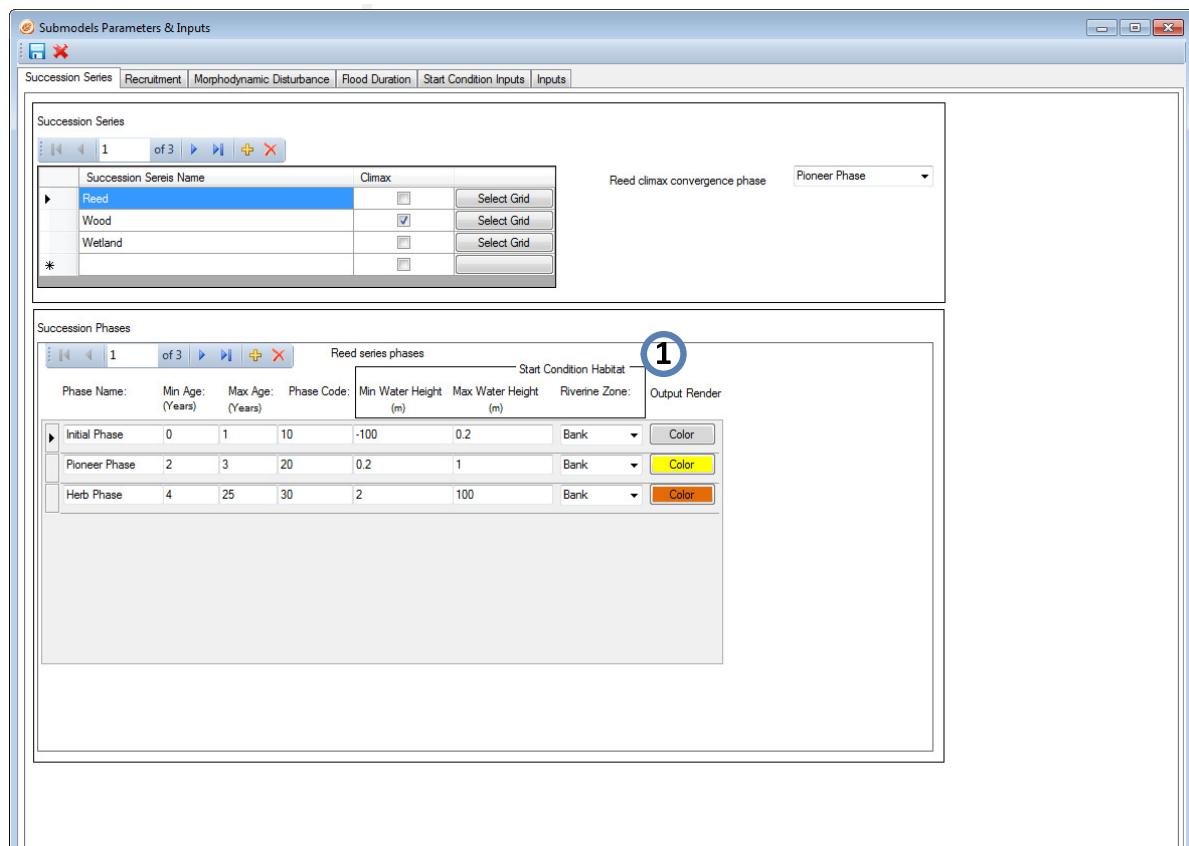 Submodels Parameters & Inputs
Succession Series Recruitment Morphodynamic Disturbance Flood Duration Start Condition Inputs Inputs
Succession Series
1 of 3
Succession Sereis Name Climax
Reed Select Grid
Wood Select Grid
Wetland Select Grid
Reed climax convergence phase Pioneer Phase
Succession Phases
1 of 3 Reed series phases
1
Start Condition Habitat
Phase Name: Min Age: Max Age: Phase Code: Min Water Height Max Water Height Riverine Zone: Output Render
(Years) (Years) (m) (m)
Initial Phase 0 1 10 -100 0.2 Bank Color
Pioneer Phase 2 3 20 0.2 1 Bank Color
Herb Phase 4 25 30 2 100 Bank Color